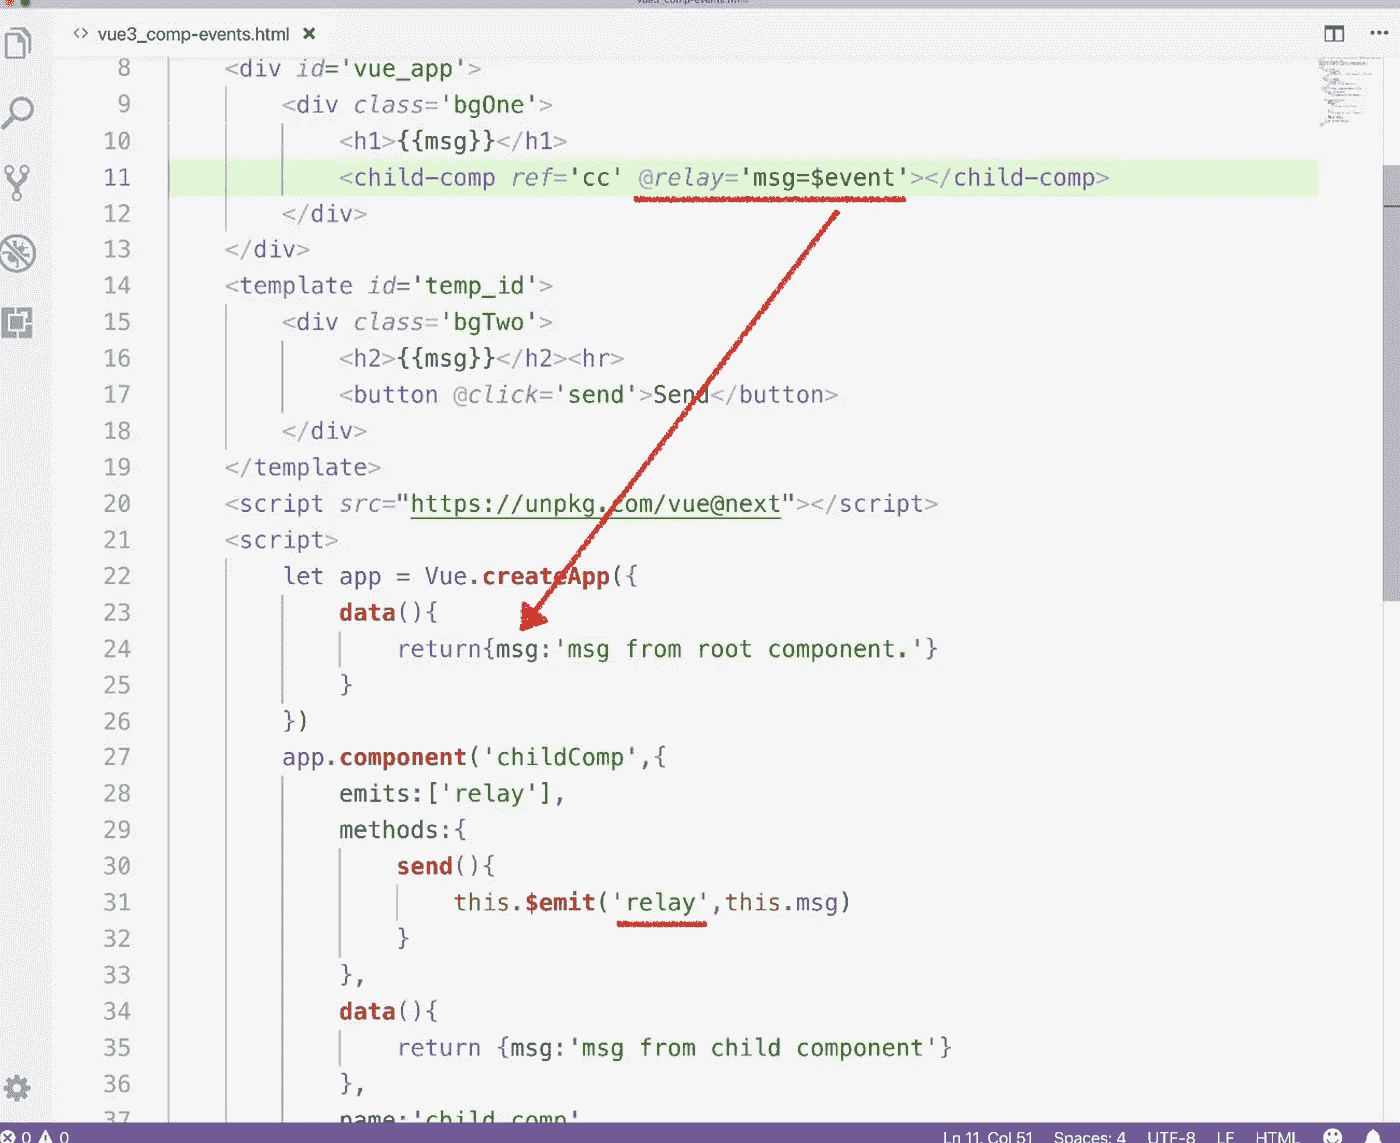 vue3_comp-events.html
<> vue3_comp-events.html ×
8 <div id='vue_app'>
9 <div class='bgOne'>
10 <h1>{{msg}}</h1>
11 <child-comp ref='cc' @relay='msg=$event'></child-comp>
12 </div>
13 </div>
14 <template id='temp_id'>
15 <div class='bgTwo'>
16 <h2>{{msg}}</h2><hr>
17 <button @click='send'>Send</button>
18 </div>
19 </template>
20 <script src="https://unpkg.com/vue@next"></script>
21 <script>
22 let app = Vue.createApp({
23 data(){
24 return{msg:'msg from root component.'}
25 }
26 })
27 app.component('childComp',{
28 emits:['relay'],
29 methods:{
30 send(){
31 this.$emit('relay',this.msg)
32 }
33 },
34 data(){
35 return {msg:'msg from child component'}
36 },
37 name:'child comp'
0 0 Ln 11, Col 51 Spaces: 4 UTF-8 LF HTML